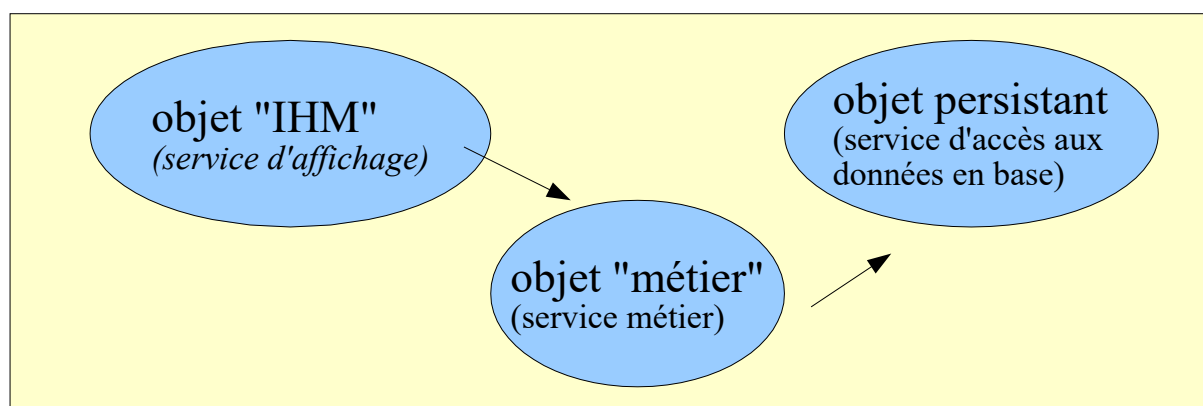 objet "IHM"
(service d'affichage)
objet persistant
(service d'accès aux
données en base)
objet "métier"
(service métier)